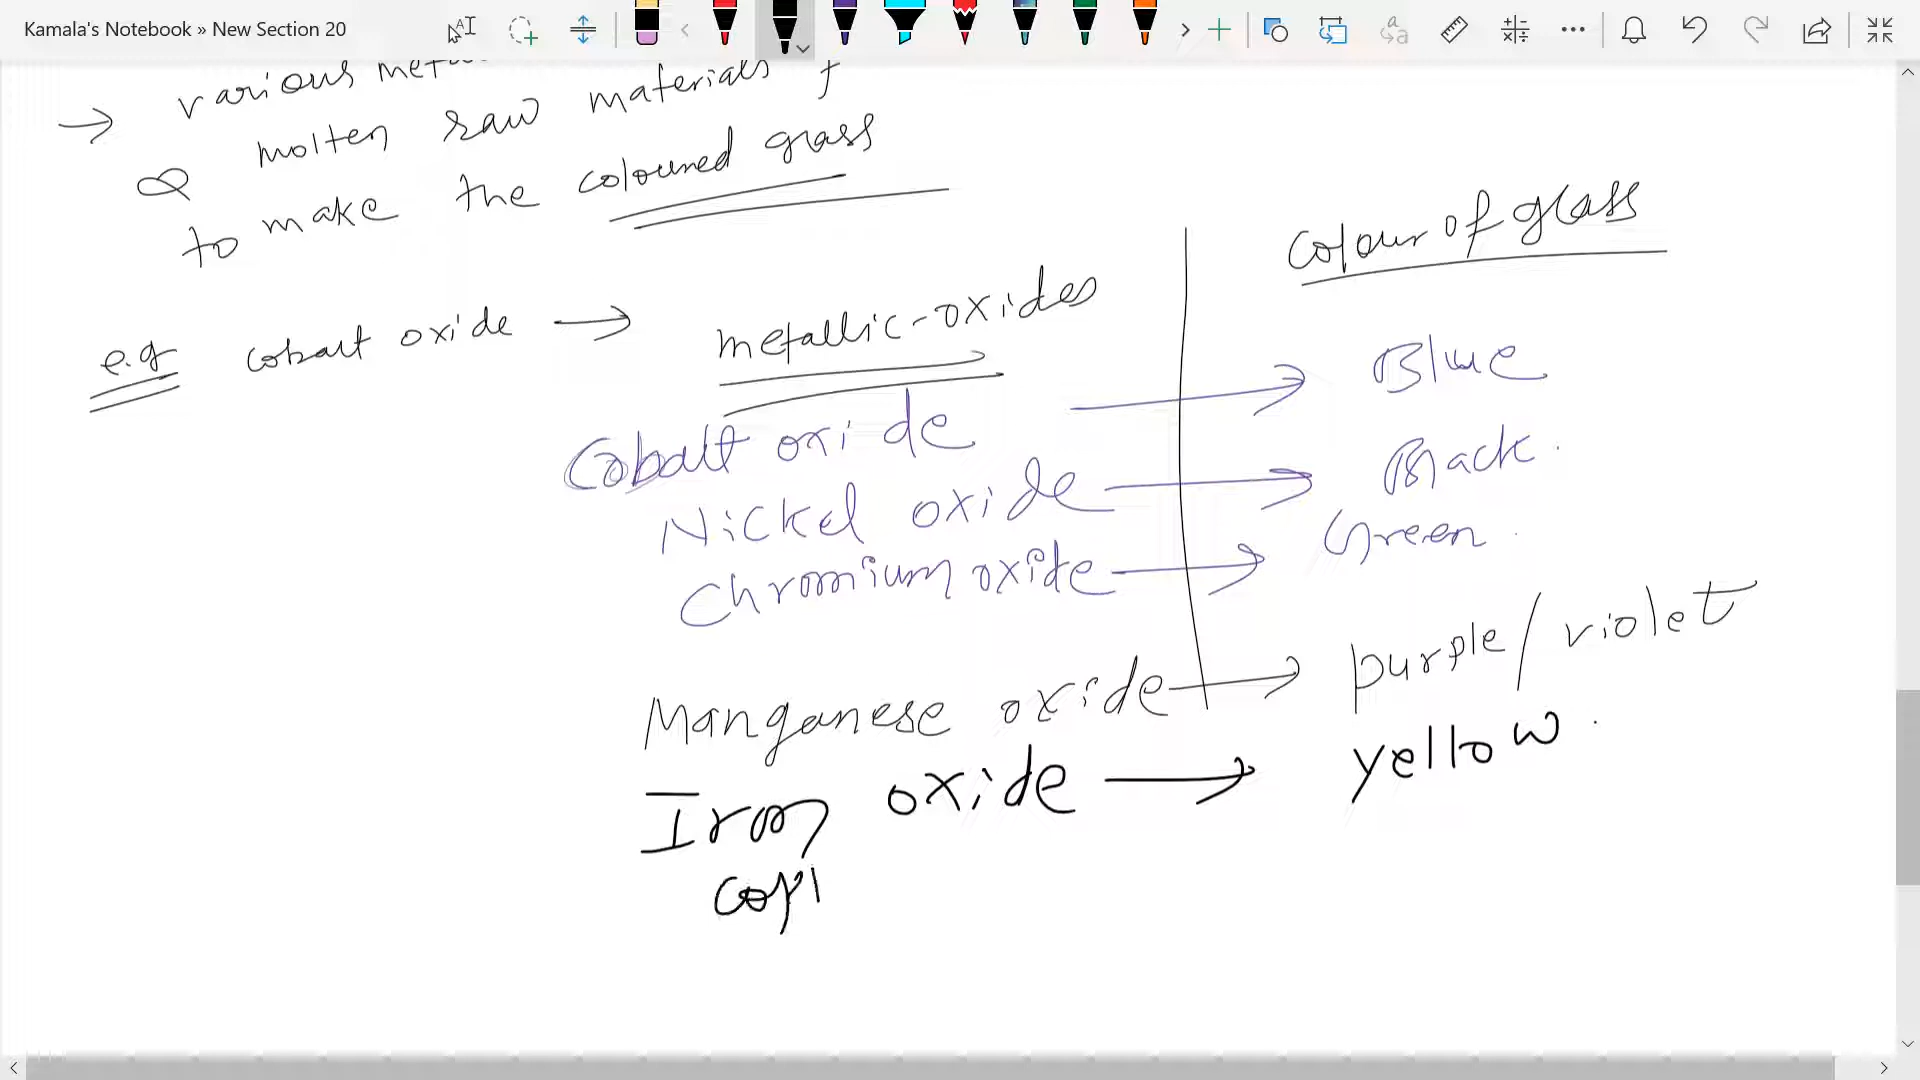 Kamala's Notebook » New Section 20
→ various
& molten raw materials
to make the coloured glass
e.g cobalt oxide →
metallic-oxides
colour of glass
Cobalt oxide → Blue
Nickel oxide → Black.
Chromium oxide → Green.
Manganese oxide → purple/violet
Iron oxide → yellow.